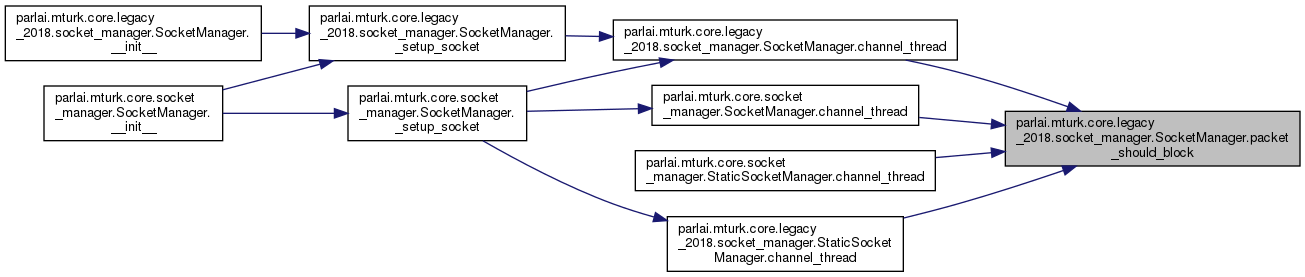 parlai.mturk.core.legacy
_2018.socket_manager.SocketManager.
__init__
parlai.mturk.core.legacy
_2018.socket_manager.SocketManager.
_setup_socket
parlai.mturk.core.legacy
_2018.socket_manager.SocketManager.channel_thread
parlai.mturk.core.socket
_manager.SocketManager.
__init__
parlai.mturk.core.socket
_manager.SocketManager.
_setup_socket
parlai.mturk.core.socket
_manager.SocketManager.channel_thread
parlai.mturk.core.legacy
_2018.socket_manager.SocketManager.packet
_should_block
parlai.mturk.core.socket
_manager.StaticSocketManager.channel_thread
parlai.mturk.core.legacy
_2018.socket_manager.StaticSocket
Manager.channel_thread